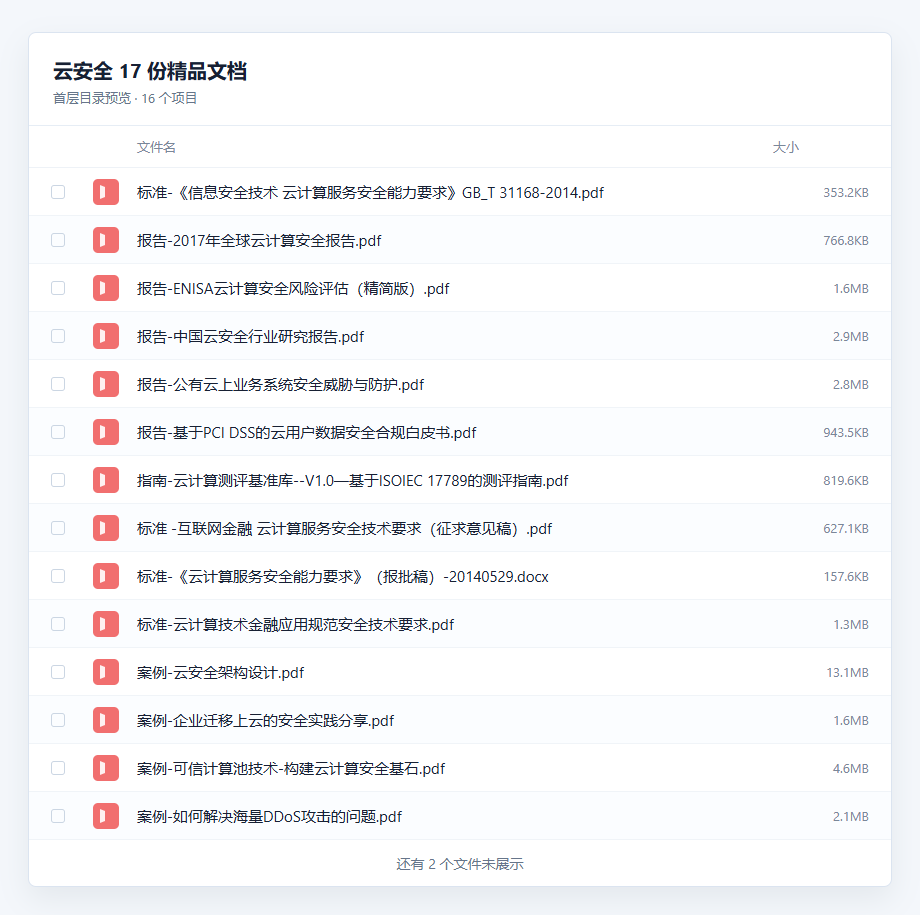 云安全 17 份精品文档
首层目录预览 · 16 个项目
文件名 大小
标准-《信息安全技术 云计算服务安全能力要求》GB_T 31168-2014.pdf 353.2KB
报告-2017年全球云计算安全报告.pdf 766.8KB
报告-ENISA云计算安全风险评估（精简版）.pdf 1.6MB
报告-中国云安全行业研究报告.pdf 2.9MB
报告-公有云上业务系统安全威胁与防护.pdf 2.8MB
报告-基于PCI DSS的云用户数据安全合规白皮书.pdf 943.5KB
指南-云计算测评基准库--V1.0—基于ISOIEC 17789的测评指南.pdf 819.6KB
标准 -互联网金融 云计算服务安全技术要求（征求意见稿）.pdf 627.1KB
标准-《云计算服务安全能力要求》（报批稿）-20140529.docx 157.6KB
标准-云计算技术金融应用规范安全技术要求.pdf 1.3MB
案例-云安全架构设计.pdf 13.1MB
案例-企业迁移上云的安全实践分享.pdf 1.6MB
案例-可信计算池技术-构建云计算安全基石.pdf 4.6MB
案例-如何解决海量DDoS攻击的问题.pdf 2.1MB
还有 2 个文件未展示